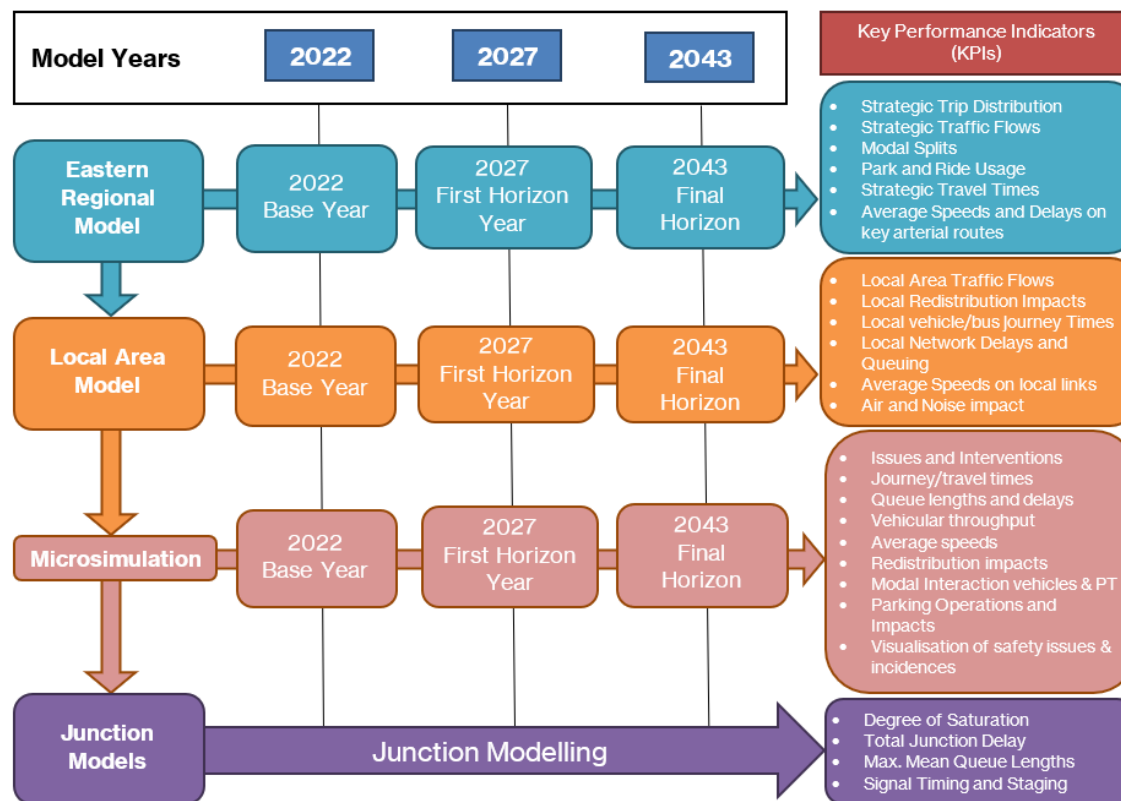 Model Years
2022
2027
2043
Key Performance Indicators
(KPIs)
Eastern
Regional
Model
2022
Base Year
2027
First Horizon
Year
2043
Final
Horizon
• Strategic Trip Distribution
• Strategic Traffic Flows
• Modal Splits
• Park and Ride Usage
• Strategic Travel Times
• Average Speeds and Delays on
key arterial routes
Local Area
Model
2022
Base Year
2027
First Horizon
Year
2043
Final
Horizon
• Local Area Traffic Flows
• Local Redistribution Impacts
• Local vehicle/bus Journey Times
• Local Network Delays and
Queuing
• Average Speeds on local links
• Air and Noise impact
Microsimulation
2022
Base Year
2027
First Horizon
Year
2043
Final
Horizon
• Issues and Interventions
• Journey/travel times
• Queue lengths and delays
• Vehicular throughput
• Average speeds
• Redistribution impacts
• Modal Interaction vehicles & PT
• Parking Operations and
Impacts
• Visualisation of safety issues &
incidences
Junction
Models
Junction Modelling
• Degree of Saturation
• Total Junction Delay
• Max. Mean Queue Lengths
• Signal Timing and Staging